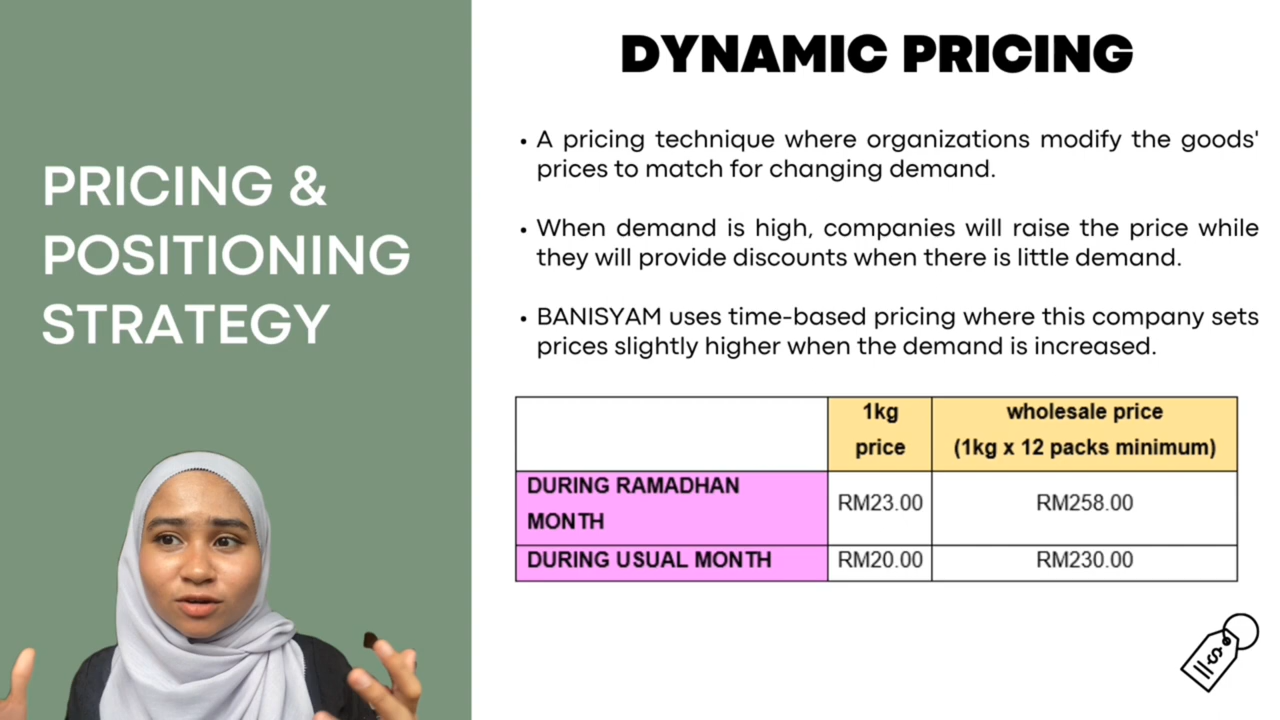 PRICING &
POSITIONING
STRATEGY
DYNAMIC PRICING
• A pricing technique where organizations modify the goods'
prices to match for changing demand.
• When demand is high, companies will raise the price while
they will provide discounts when there is little demand.
• BANISYAM uses time-based pricing where this company sets
prices slightly higher when the demand is increased.
1kg
price
wholesale price
(1kg x 12 packs minimum)
DURING RAMADHAN
MONTH
RM23.00
RM258.00
DURING USUAL MONTH
RM20.00
RM230.00
$